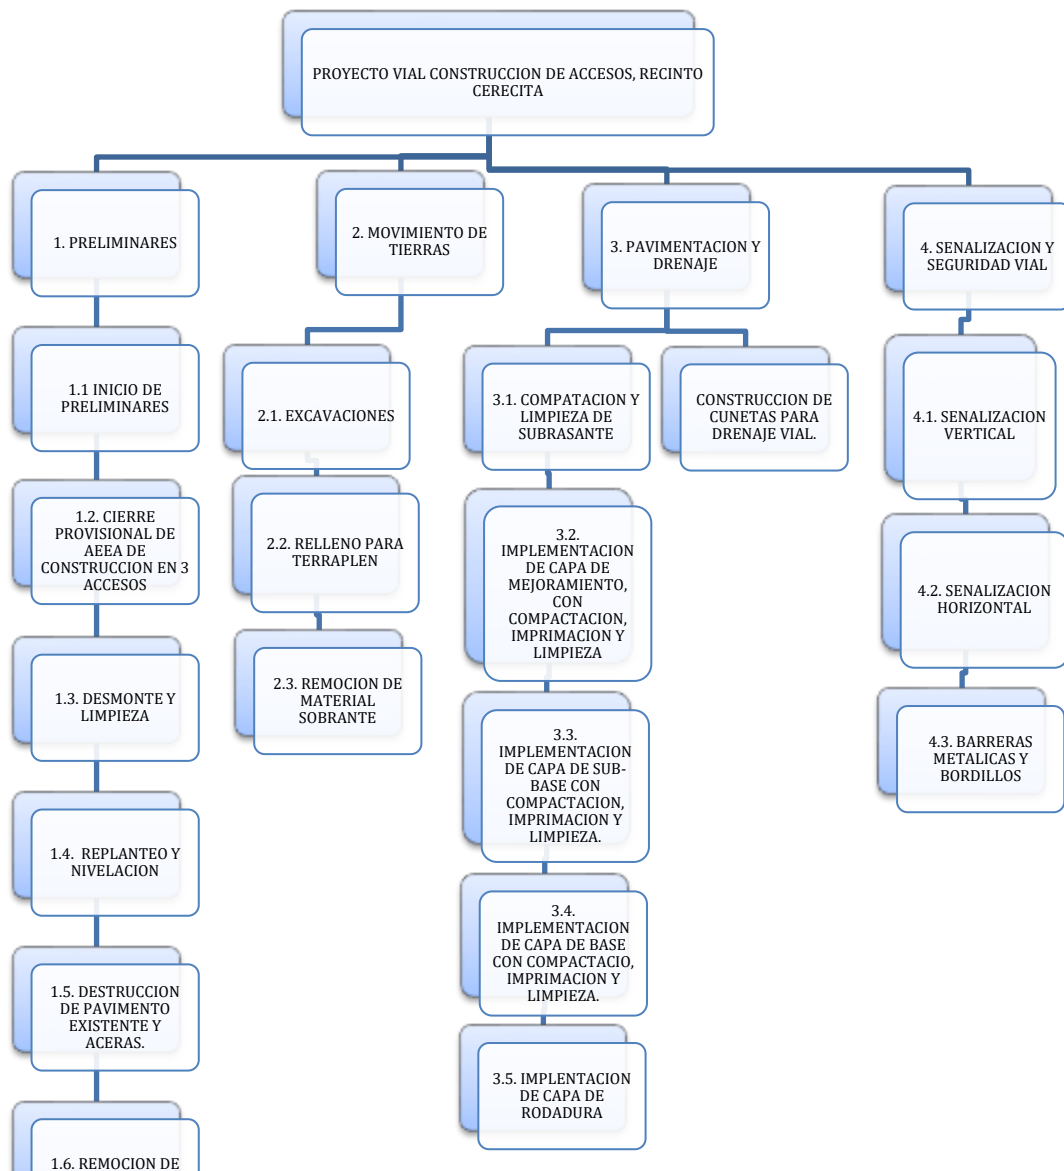 PROYECTO VIAL CONSTRUCCION DE ACCESOS, RECINTO
CERECITA
1. PRELIMINARES
1.1 INICIO DE
PRELIMINARES
1.2. CIERRE
PROVISIONAL DE
AEEA DE
CONSTRUCCION EN 3
ACCESOS
1.3. DESMONTE Y
LIMPIEZA
1.4. REPLANTEO Y
NIVELACION
1.5. DESTRUCCION
DE PAVIMENTO
EXISTENTE Y
ACERAS.
1.6. REMOCION DE
2. MOVIMIENTO DE
TIERRAS
2.1. EXCAVACIONES
2.2. RELLENO PARA
TERRAPLEN
2.3. REMOCION DE
MATERIAL
SOBRANTE
3. PAVIMENTACION Y
DRENAJE
3.1. COMPATACION Y
LIMPIEZA DE
SUBRASANTE
3.2.
IMPLEMENTACION
DE CAPA DE
MEJORAMIENTO,
CON
COMPACTACION,
IMPRIMACION Y
LIMPIEZA
3.3.
IMPLEMENTACION
DE CAPA DE SUB-
BASE CON
COMPACTACION,
IMPRIMACION Y
LIMPIEZA.
3.4.
IMPLEMENTACION
DE CAPA DE BASE
CON COMPACTACIO,
IMPRIMACION Y
LIMPIEZA.
3.5. IMPLENTACION
DE CAPA DE
RODADURA
CONSTRUCCION DE
CUNETAS PARA
DRENAJE VIAL.
4. SENALIZACION Y
SEGURIDAD VIAL
4.1. SENALIZACION
VERTICAL
4.2. SENALIZACION
HORIZONTAL
4.3. BARRERAS
METALICAS Y
BORDILLOS